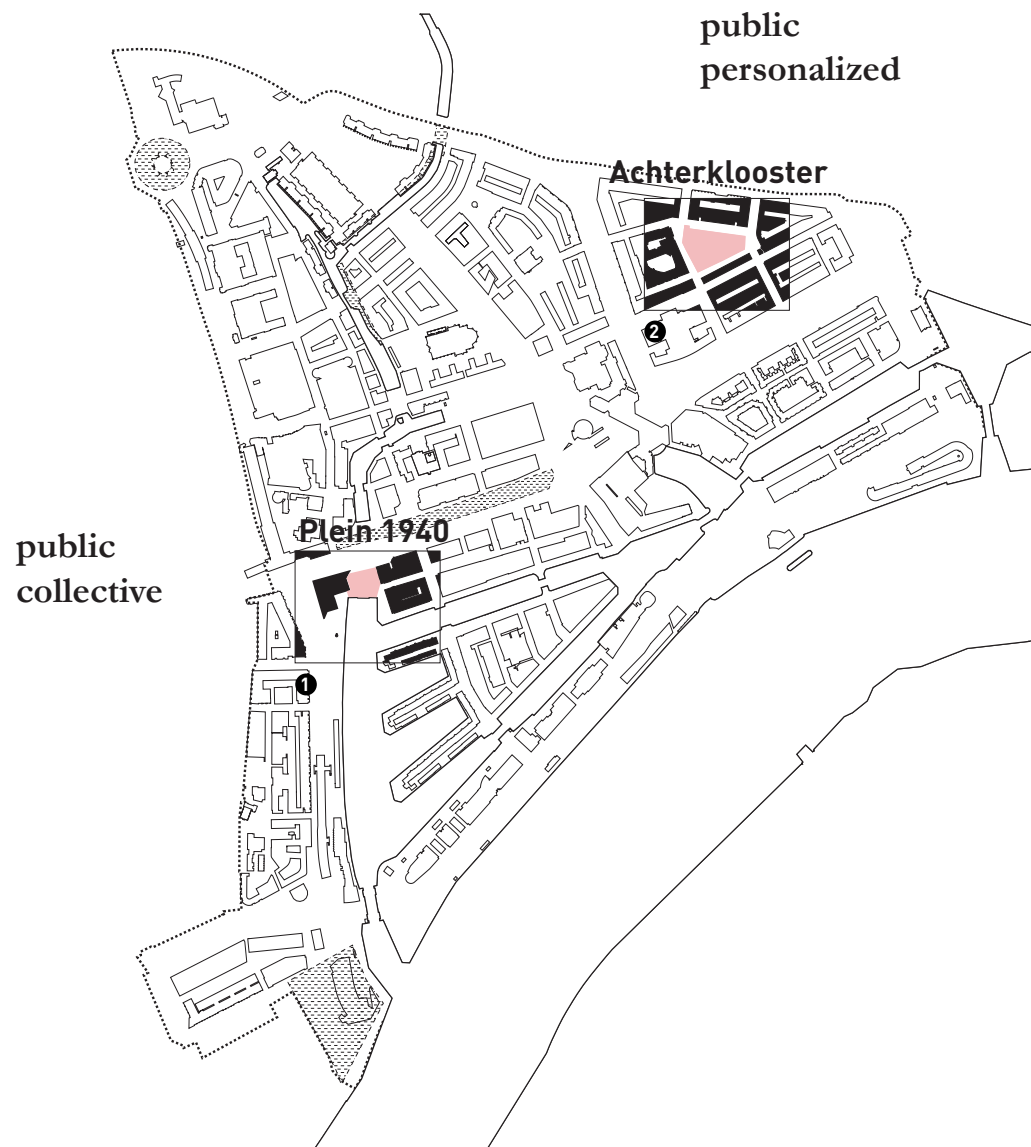 public
personalized
Achterklooster
2
Plein 1940
public
collective
1